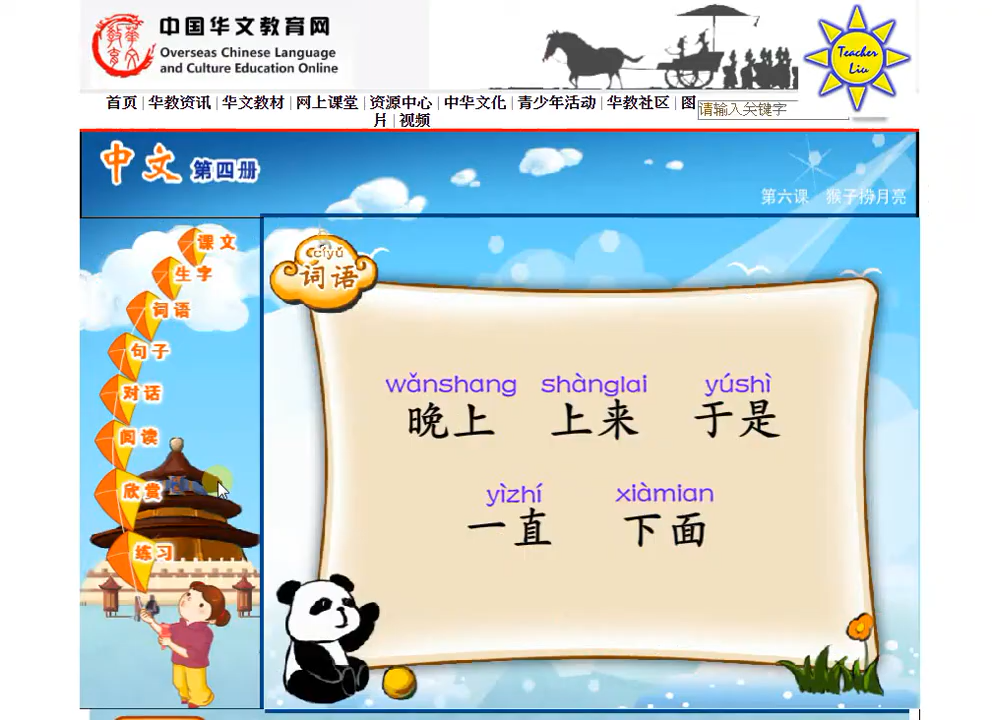 中国华文教育网
Overseas Chinese Language
and Culture Education Online
Teacher
Liu
首页 | 华教资讯 | 华文教材 | 网上课堂 | 资源中心 | 中华文化 | 青少年活动 | 华教社区 | 图
片 | 视频
请输入关键字
中文 第四册
第六课 猴子捞月亮
课文
生字
词语
句子
对话
阅读
欣赏
练习
cíyǔ
词语
wǎnshang shànglai yúshì
晚上 上来 于是
yìzhí xiàmian
一直 下面